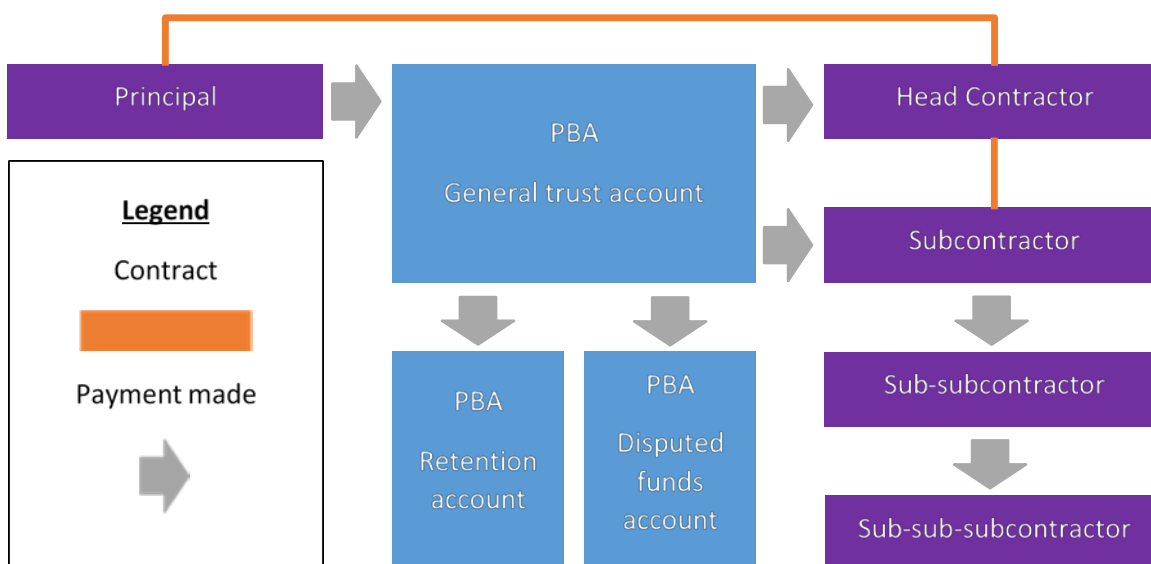 Principal
PBA
General trust account
Head Contractor
Subcontractor
Legend
Contract
Payment made
PBA
Retention
account
PBA
Disputed
funds
account
Sub-subcontractor
Sub-sub-subcontractor